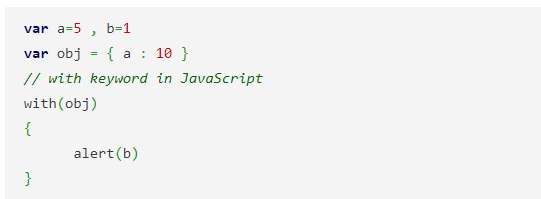 var a=5 , b=1
var obj = { a : 10 }
// with keyword in JavaScript
with(obj)
{
      alert(b)
}